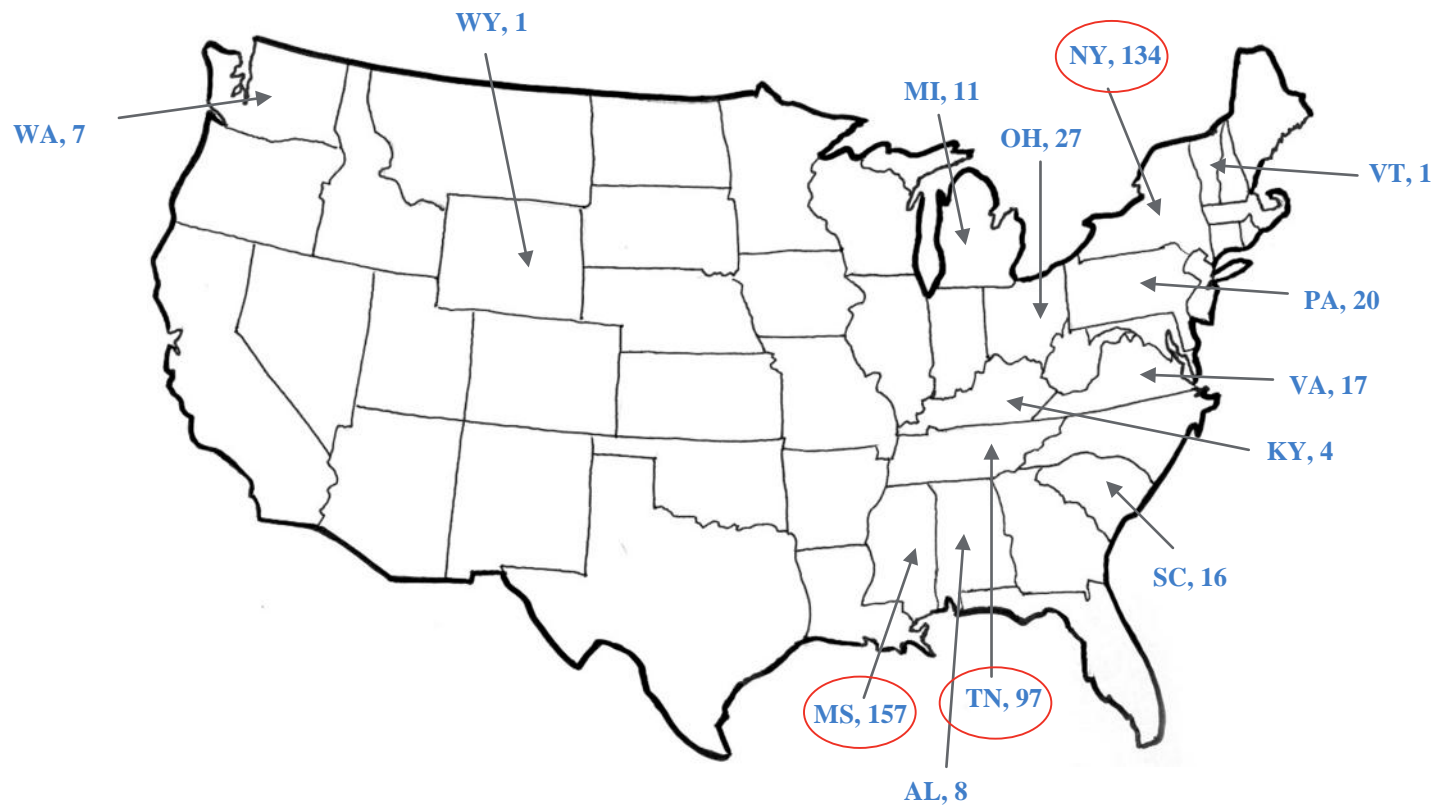 WY, 1
NY, 134
MI, 11
WA, 7
OH, 27
VT, 1
PA, 20
VA, 17
KY, 4
SC, 16
TN, 97
MS, 157
AL, 8